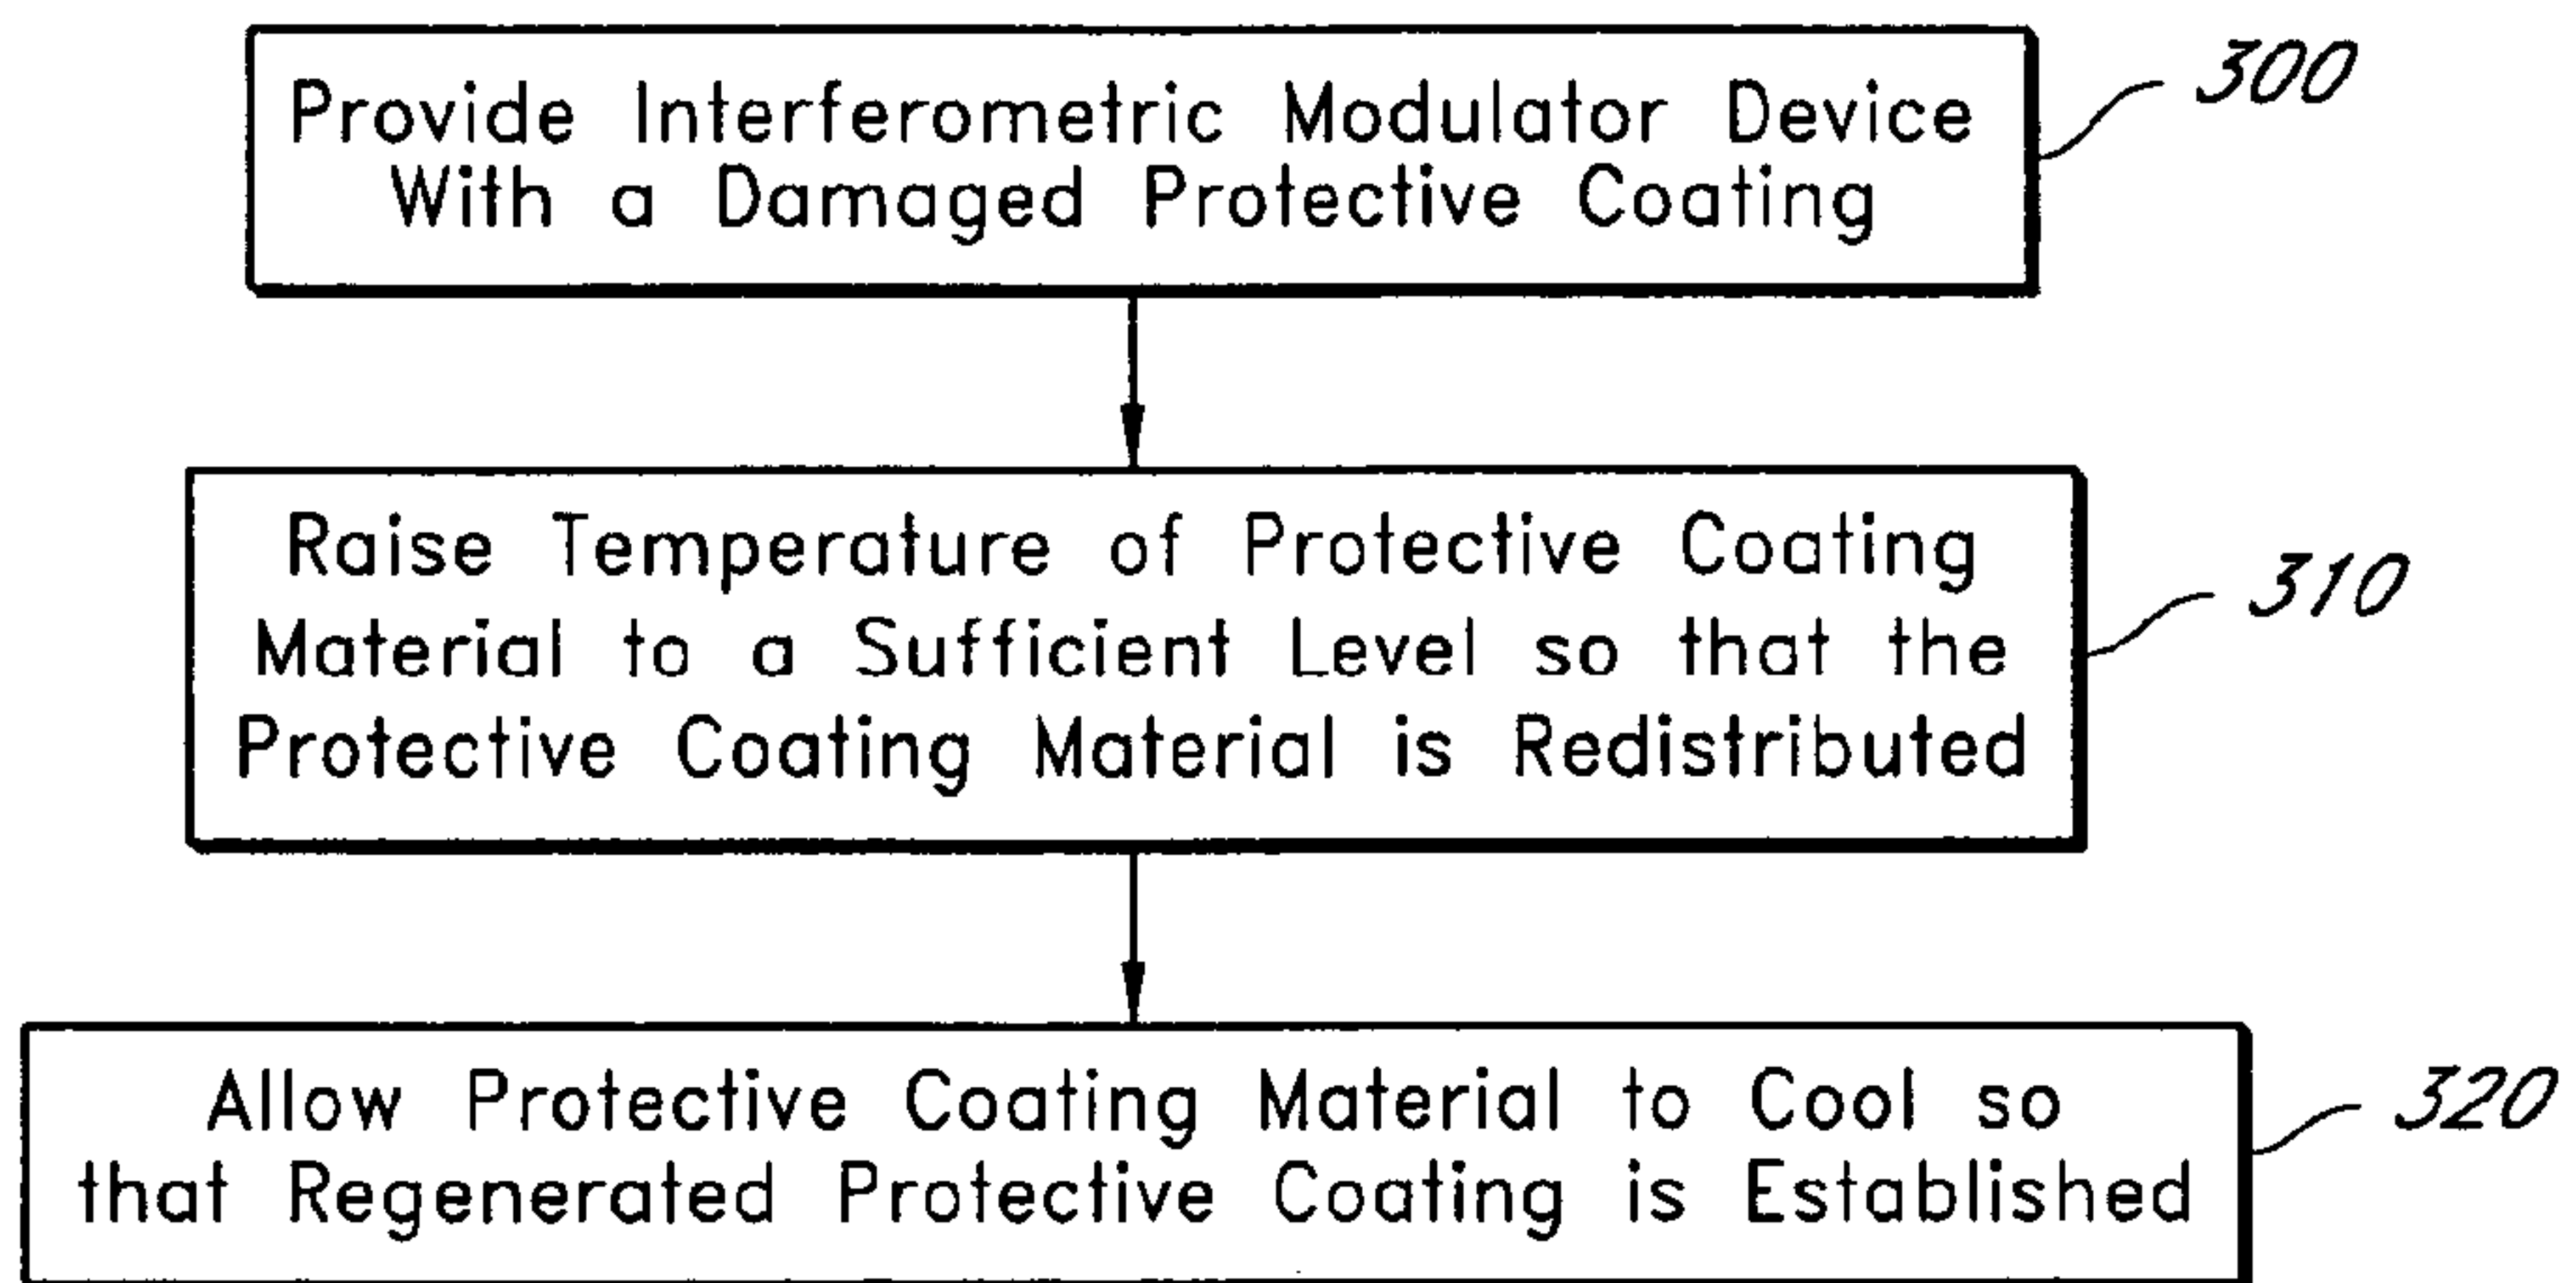 Provide Interferometric Modulator Device
With a Damaged Protective Coating
300
Raise Temperature of Protective Coating
Material to a Sufficient Level so that the
Protective Coating Material is Redistributed
310
Allow Protective Coating Material to Cool so
that Regenerated Protective Coating is Established
320